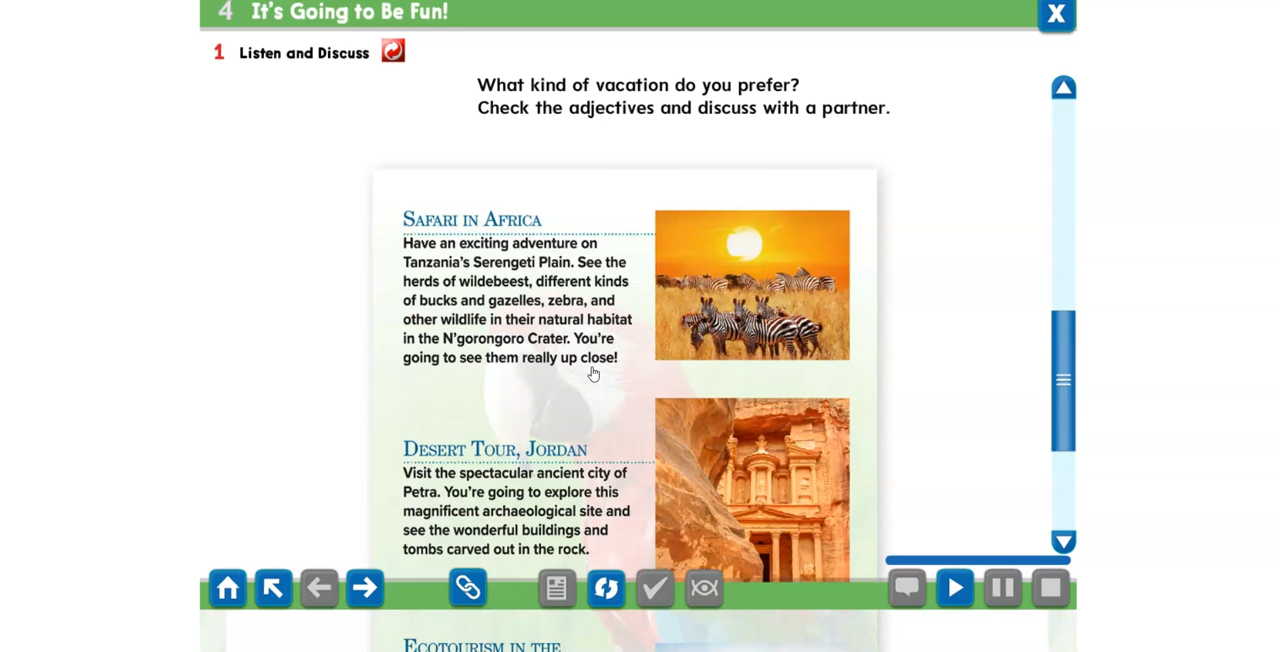 4 It's Going to Be Fun!
X
1 Listen and Discuss
What kind of vacation do you prefer?
Check the adjectives and discuss with a partner.
SAFARI IN AFRICA
Have an exciting adventure on
Tanzania's Serengeti Plain. See the
herds of wildebeest, different kinds
of bucks and gazelles, zebra, and
other wildlife in their natural habitat
in the N'gorongoro Crater. You're
going to see them really up close!
DESERT TOUR, JORDAN
Visit the spectacular ancient city of
Petra. You're going to explore this
magnificent archaeological site and
see the wonderful buildings and
tombs carved out in the rock.
ECOTOURISM IN THE